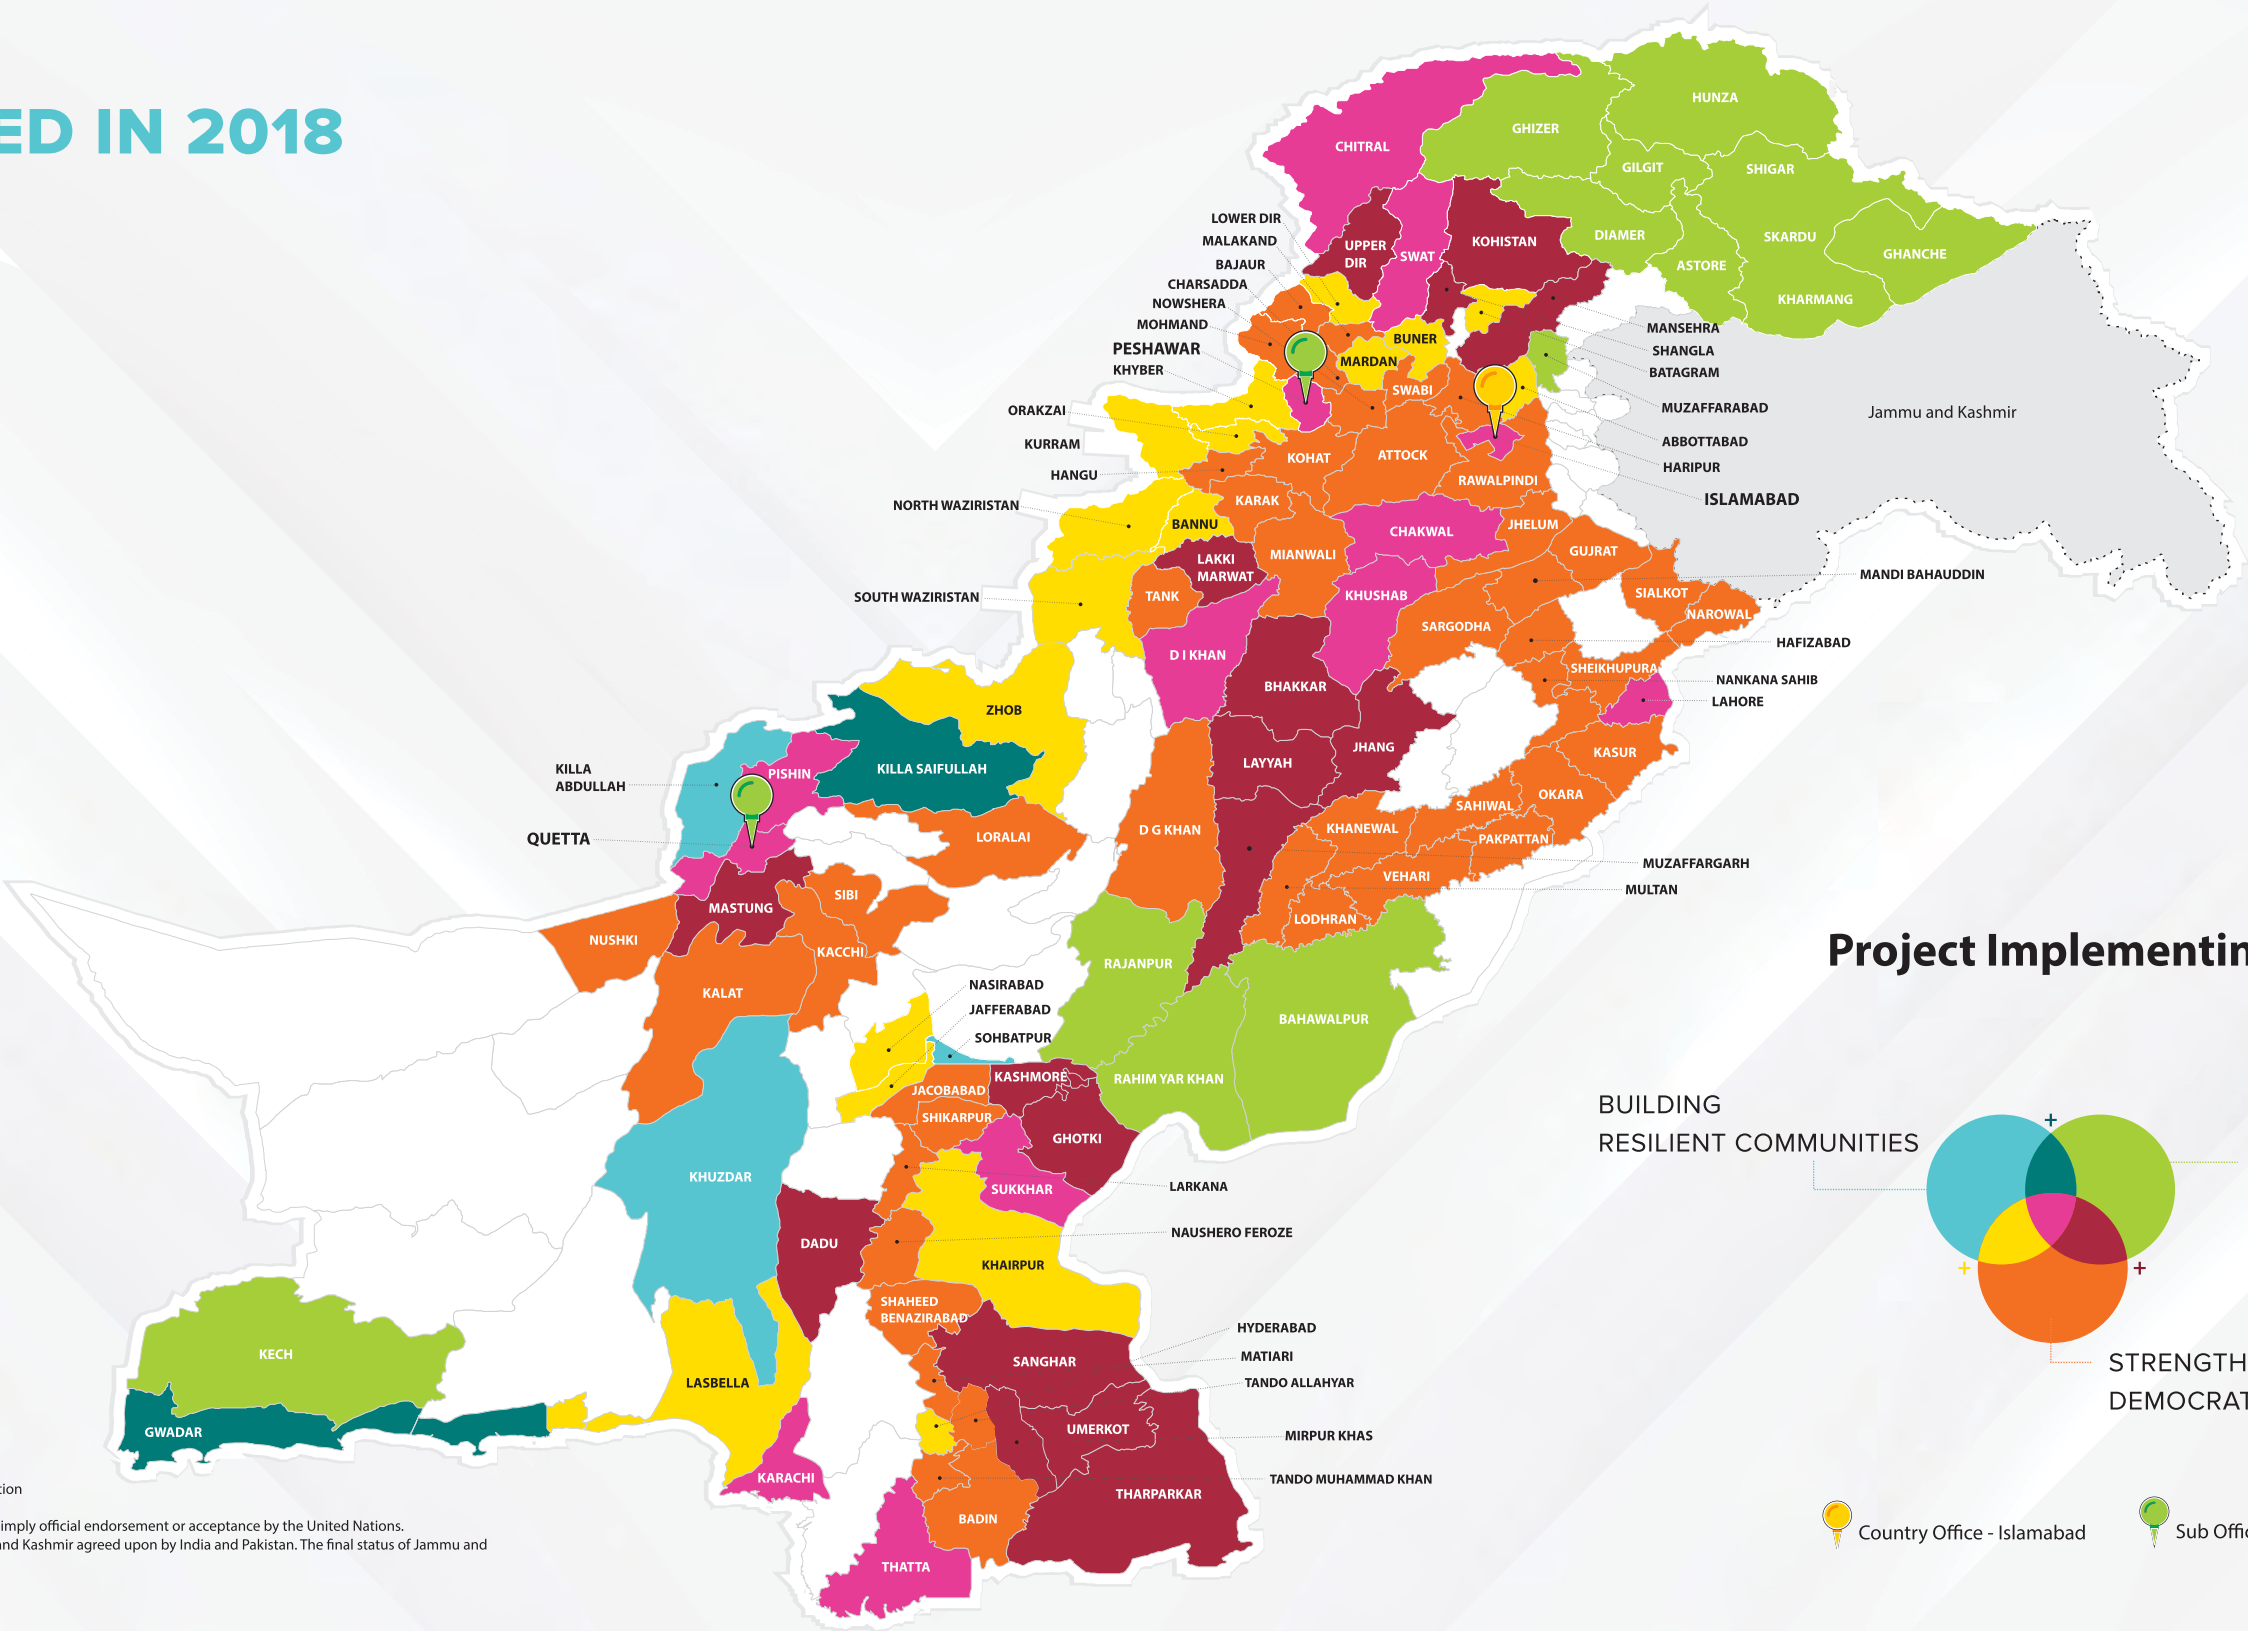 ED IN 2018
HUNZA
GHIZER
CHITRAL
GILGIT
SHIGAR
LOWER DIR
MALAKAND
UPPER
DIR
SWAT
KOHISTAN
DIAMER
SKARDU
GHANCHE
BAJAUR
ASTORE
CHARSADDA
NOWSHERA
KHARMANG
MOHMAND
MANSEHRA
PESHAWAR
BUNER
SHANGLA
KHYBER
MARDAN
BATAGRAM
SWABI
ORAKZAI
MUZAFFARABAD
Jammu and Kashmir
KURRAM
ABBOTTABAD
KOHAT
ATTOCK
HANGU
HARIPUR
RAWALPINDI
NORTH WAZIRISTAN
KARAK
ISLAMABAD
BANNU
CHAKWAL
JHELUM
LAKKI
MARWAT
MIANWALI
GUJRAT
MANDI BAHAUDDIN
SOUTH WAZIRISTAN
TANK
KHUSHAB
SIALKOT
NAROWAL
SARGODHA
HAFIZABAD
D I KHAN
SHEIKHUPURA
BHAKKAR
NANKANA SAHIB
LAHORE
ZHOB
JHANG
KASUR
KILLA
ABDULLAH
PISHIN
KILLA SAIFULLAH
LAYYAH
OKARA
SAHIWAL
QUETTA
LORALAI
D G KHAN
KHANEWAL
PAKPATTAN
MUZAFFARGARH
VEHARI
MULTAN
SIBI
MASTUNG
LODHRAN
NUSHKI
KACCHI
RAJANPUR
Project Implementin
KALAT
NASIRABAD
JAFFERABAD
BAHAWALPUR
SOHBATPUR
KASHMORE
RAHIM YAR KHAN
JACOBABAD
SHIKARPUR
BUILDING
RESILIENT COMMUNITIES
GHOTKI
KHUZDAR
SUKKHAR
LARKANA
DADU
NAUSHERO FEROZE
KHAIRPUR
SHAHEED
BENAZIRABAD
HYDERABAD
KECH
SANGHAR
MATIARI
STRENGTH
DEMOCRAT
LASBELLA
TANDO ALLAHYAR
GWADAR
UMERKOT
MIRPUR KHAS
KARACHI
TANDO MUHAMMAD KHAN
THARPARKAR
BADIN
tion
imply official endorsement or acceptance by the United Nations.
nd Kashmir agreed upon by India and Pakistan. The final status of Jammu and
THATTA
Country Office - Islamabad
Sub Offi
+
+
+